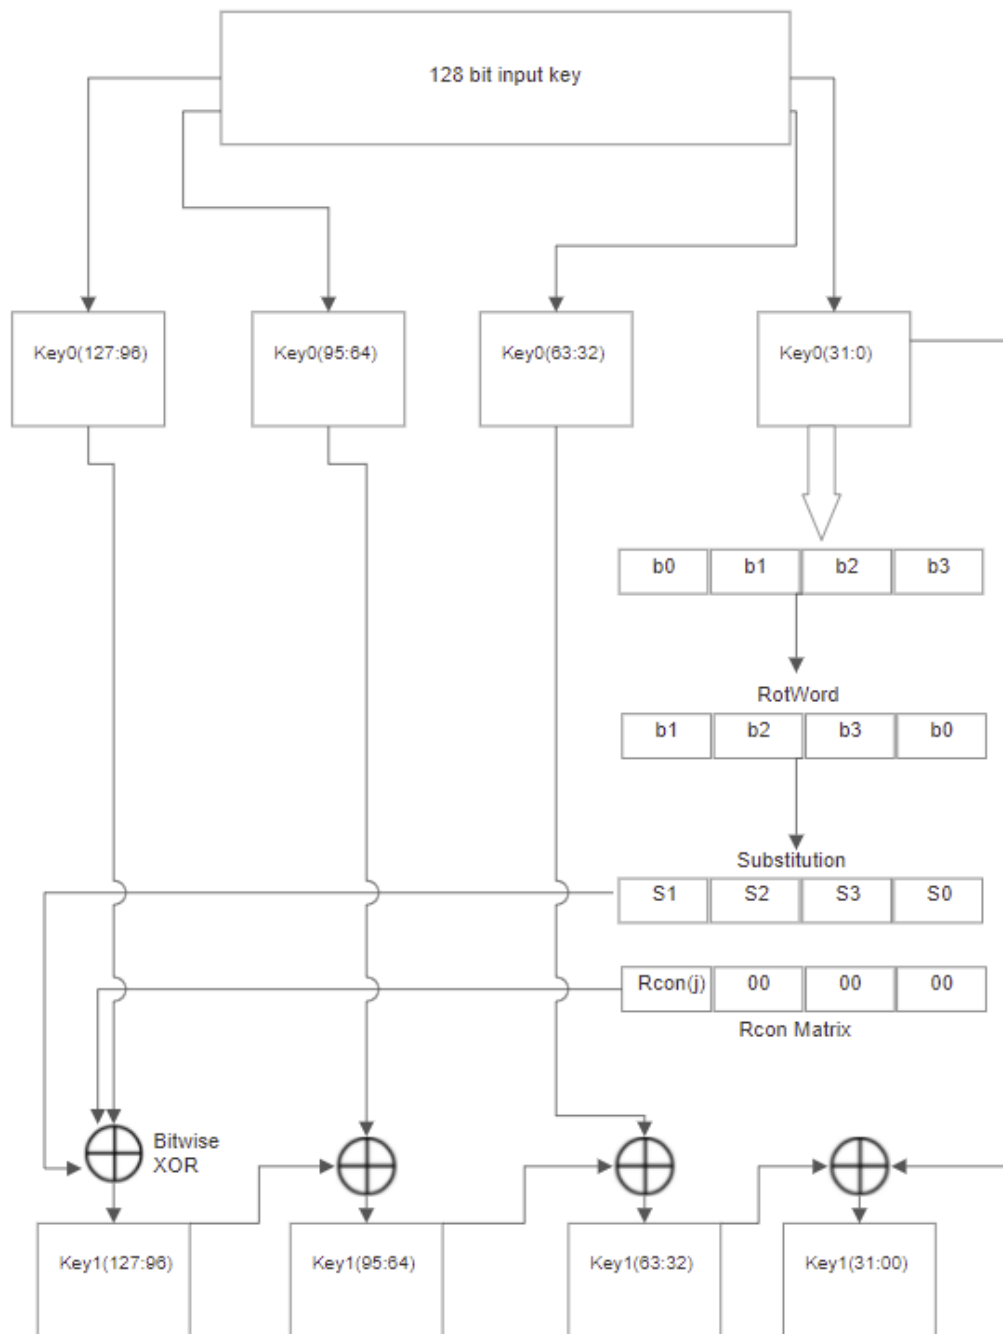 128 bit input key
Key0(127:96) Key0(95:64) Key0(63:32) Key0(31:0)
b0 b1 b2 b3
RotWord
b1 b2 b3 b0
Substitution
S1 S2 S3 S0
Rcon(j) 00 00 00
Rcon Matrix
Bitwise
XOR
Key1(127:96) Key1(95:64) Key1(63:32) Key1(31:00)